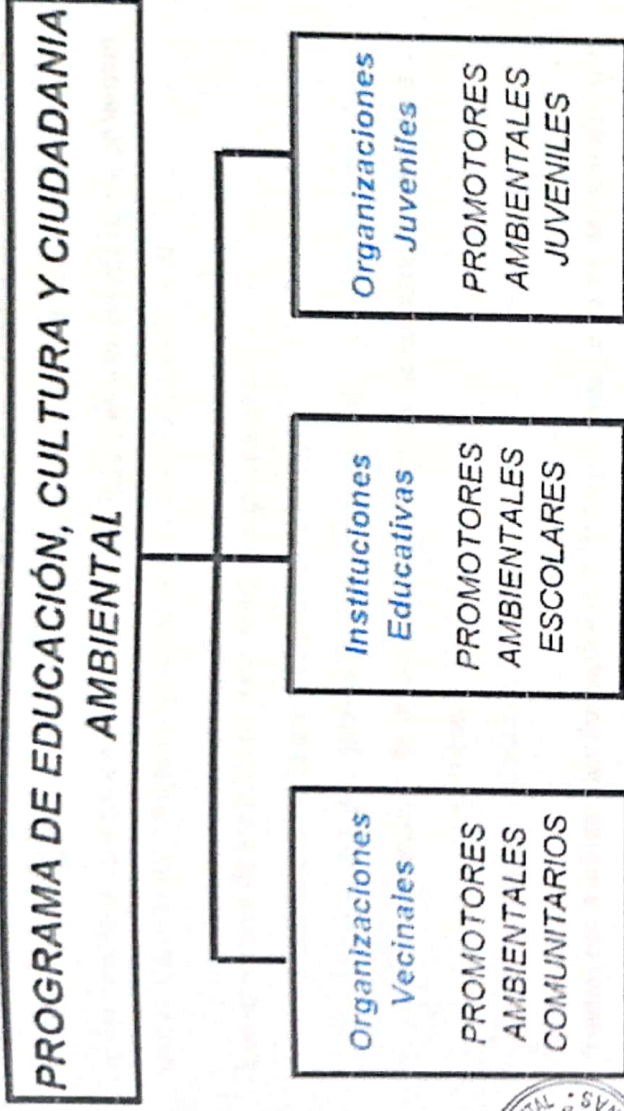 PROGRAMA DE EDUCACIÓN, CULTURA Y CIUDADANIA
AMBIENTAL
Organizaciones
Vecinales
PROMOTORES
AMBIENTALES
COMUNITARIOS
Instituciones
Educativas
PROMOTORES
AMBIENTALES
ESCOLARES
Organizaciones
Juveniles
PROMOTORES
AMBIENTALES
JUVENILES